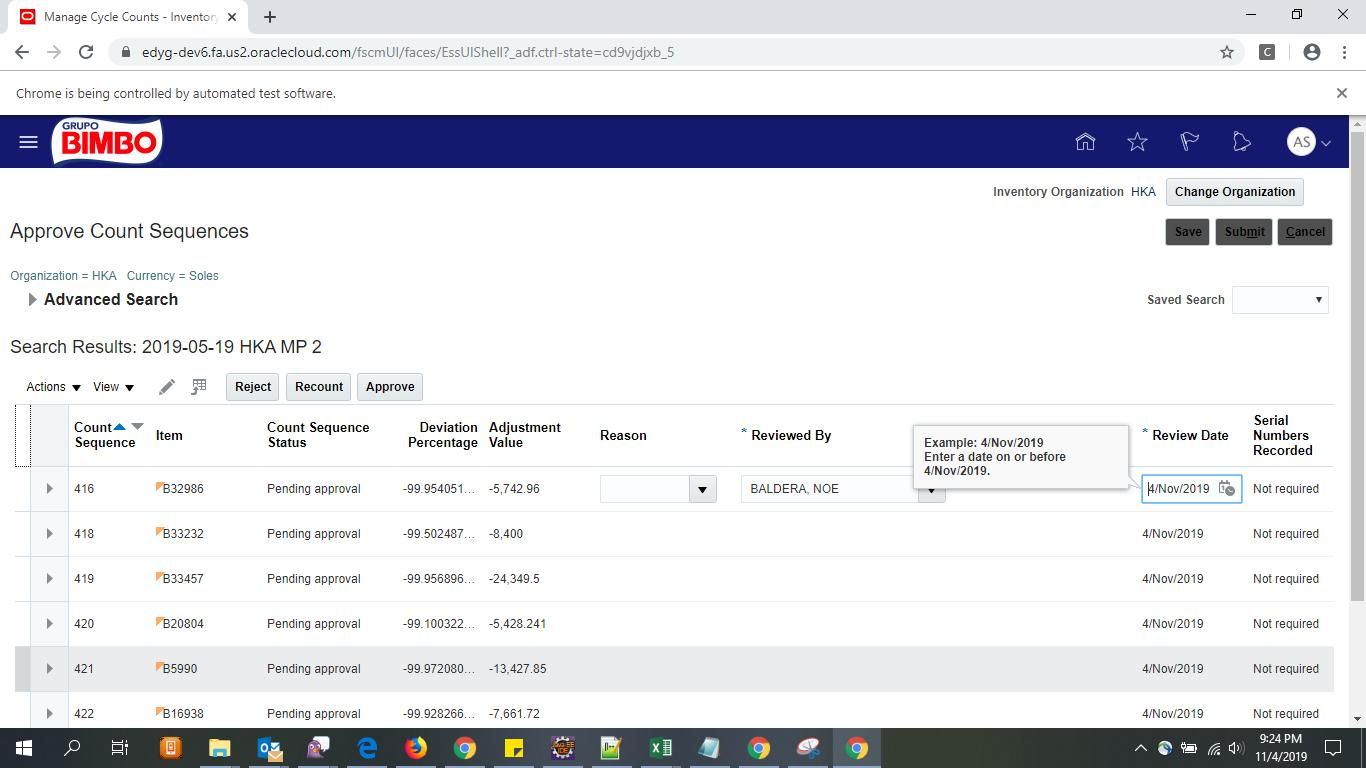 Manage Cycle Counts - Inventory
edyg-dev6.fa.us2.oraclecloud.com/fscmUI/faces/EssUIShell?_adf.ctrl-state=cd9vjdjxb_5
C
Chrome is being controlled by automated test software.
GRUPO
BIMBO
AS
Inventory Organization HKA Change Organization
Approve Count Sequences
Save Submit Cancel
Organization = HKA Currency = Soles
Advanced Search
Saved Search
Search Results: 2019-05-19 HKA MP 2
Actions View Reject Recount Approve
Count Sequence Item Count Sequence Status Deviation Percentage Adjustment Value Reason * Reviewed By * Review Date Serial Numbers Recorded
Example: 4/Nov/2019
Enter a date on or before
4/Nov/2019.
416 B32986 Pending approval -99.954051... -5,742.96 BALDERA, NOE 4/Nov/2019 Not required
418 B33232 Pending approval -99.502487... -8,400 4/Nov/2019 Not required
419 B33457 Pending approval -99.956896... -24,349.5 4/Nov/2019 Not required
420 B20804 Pending approval -99.100322... -5,428.241 4/Nov/2019 Not required
421 B5990 Pending approval -99.972080... -13,427.85 4/Nov/2019 Not required
422 B16938 Pending approval -99.928266... -7,661.72 4/Nov/2019 Not required
9:24 PM
11/4/2019